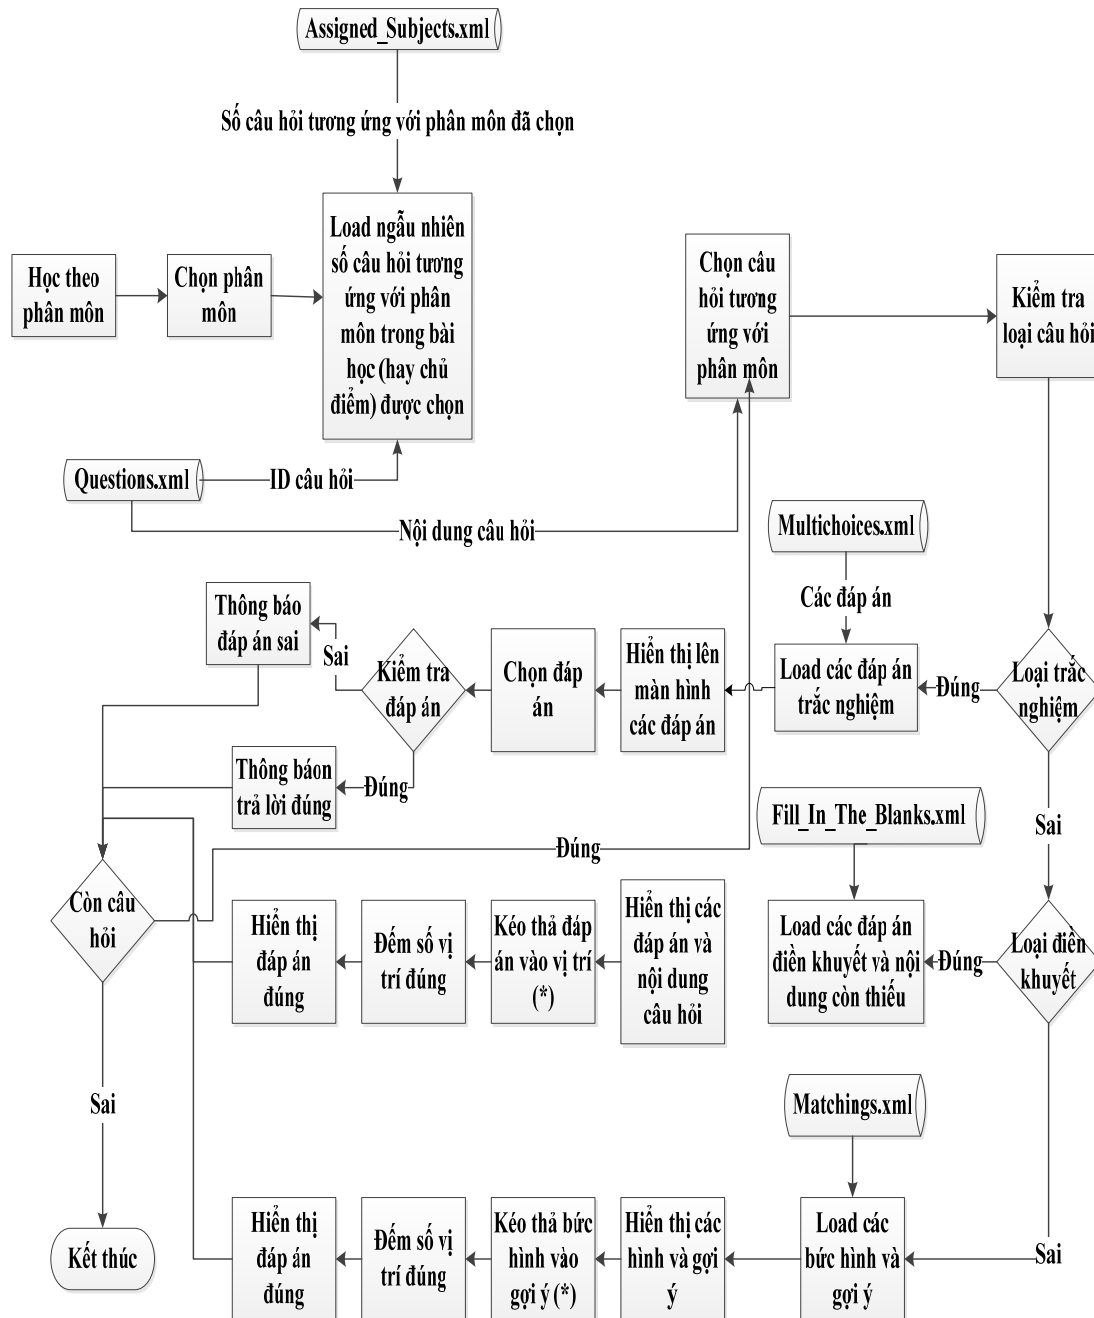 Assigned_Subjects.xml
Số câu hỏi tương ứng với phân môn đã chọn
Học theo
phân môn
Chọn phân
môn
Load ngẫu nhiên
số câu hỏi tương
ứng với phân
môn trong bài
học (hay chủ
điểm) được chọn
Chọn câu
hỏi tương
ứng với
phân môn
Kiểm tra
loại câu hỏi
Questions.xml
ID câu hỏi
Nội dung câu hỏi
Multichoices.xml
Các đáp án
Thông báo
đáp án sai
Sai
Kiểm tra
đáp án
Chọn đáp
án
Hiển thị lên
màn hình
các đáp án
Load các đáp án
trắc nghiệm
Đúng
Loại trắc
nghiệm
Thông báon
trả lời đúng
Đúng
Fill_In_The_Blanks.xml
Sai
Đúng
Còn câu
hỏi
Hiển thị
đáp án
đúng
Đếm số vị
trí đúng
Kéo thả đáp
án vào vị trí
(*)
Hiển thị các
đáp án và
nội dung
câu hỏi
Load các đáp án
điền khuyết và nội
dung còn thiếu
Đúng
Loại điền
khuyết
Sai
Matchings.xml
Kết thúc
Hiển thị
đáp án
đúng
Đếm số vị
trí đúng
Kéo thả bức
hình vào
gợi ý (*)
Hiển thị các
hình và gợi
ý
Load các
bức hình và
gợi ý
Sai